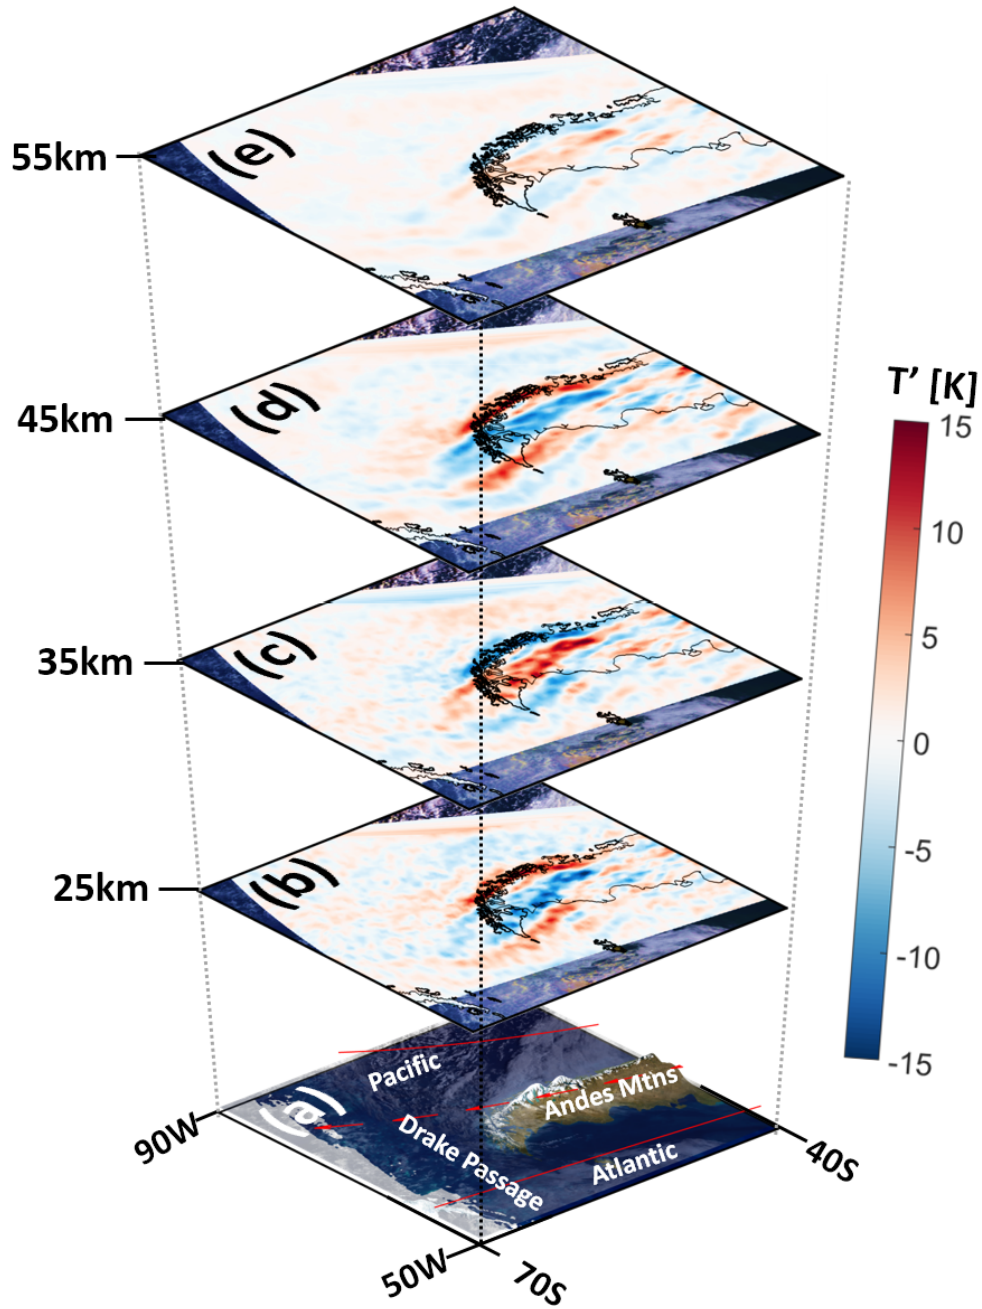 55km
(e)
45km
(d)
T’ [K]
15
10
5
0
-5
-10
-15
35km
(c)
25km
(b)
(a)
Pacific
Andes Mtns
Drake Passage
Atlantic
90W
40S
50W
70S